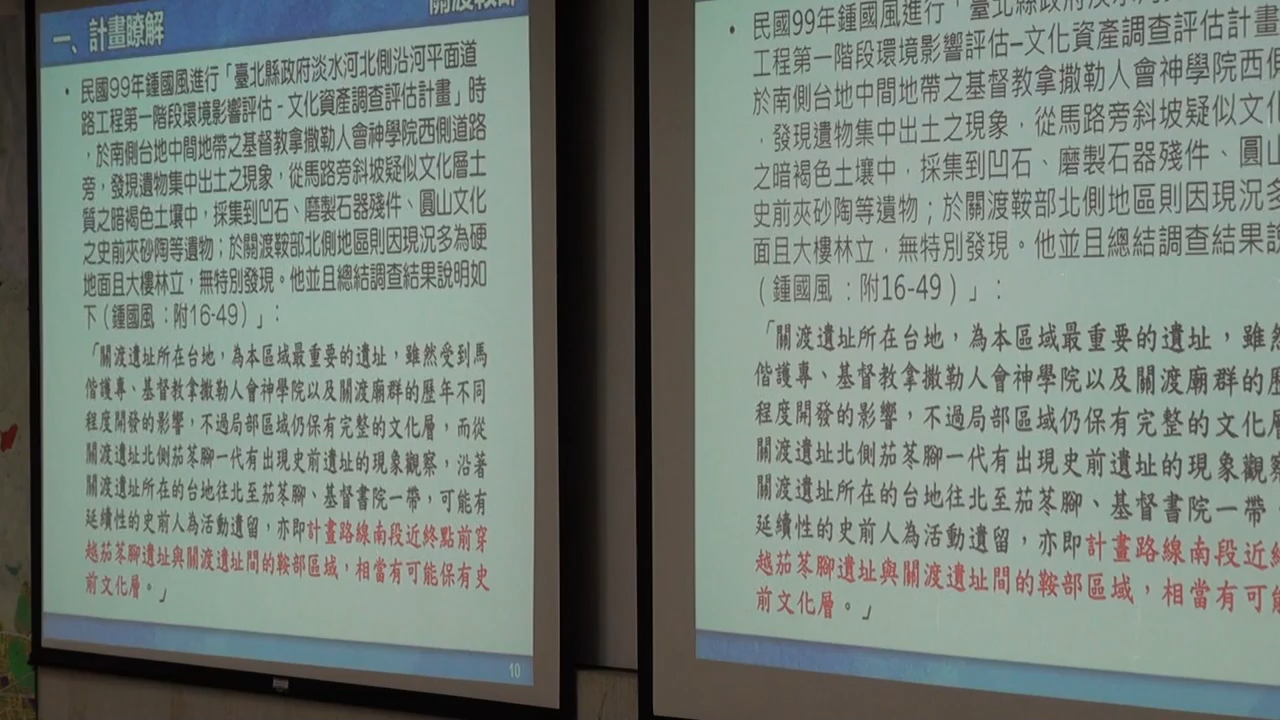 一、計畫瞭解
關渡鞍部
• 民國99年鍾國風進行「臺北縣政府淡水河北側沿河平面道
路工程第一階段環境影響評估-文化資產調查評估計畫」時
，於南側台地中間地帶之基督教拿撒勒人會神學院西側道路
旁，發現遺物集中出土之現象，從馬路旁斜坡疑似文化層土
質之暗褐色土壤中，採集到凹石、磨製石器殘件、圓山文化
之史前夾砂陶等遺物；於關渡鞍部北側地區則因現況多為硬
地面且大樓林立，無特別發現。他並且總結調查結果說明如
下（鍾國風：附16-49）」：
「關渡遺址所在台地，為本區域最重要的遺址，雖然受到馬
偕護專、基督教拿撒勒人會神學院以及關渡廟群的歷年不同
程度開發的影響，不過局部區域仍保有完整的文化層，而從
關渡遺址北側茄苳腳一代有出現史前遺址的現象觀察，沿著
關渡遺址所在的台地往北至茄苳腳、基督書院一帶，可能有
延續性的史前人為活動遺留，亦即計畫路線南段近終點前穿
越茄苳腳遺址與關渡遺址間的鞍部區域，相當有可能保有史
前文化層。」
10
• 民國99年鍾國風進行「臺北縣政府淡水河
工程第一階段環境影響評估–文化資產調查評估計畫
於南側台地中間地帶之基督教拿撒勒人會神學院西側
，發現遺物集中出土之現象，從馬路旁斜坡疑似文化
之暗褐色土壤中，採集到凹石、磨製石器殘件、圓山
史前夾砂陶等遺物；於關渡鞍部北側地區則因現況多
面且大樓林立，無特別發現。他並且總結調查結果說
（鍾國風：附16-49）」：
「關渡遺址所在台地，為本區域最重要的遺址，雖然
偕護專、基督教拿撒勒人會神學院以及關渡廟群的歷
程度開發的影響，不過局部區域仍保有完整的文化層
關渡遺址北側茄苳腳一代有出現史前遺址的現象觀察
關渡遺址所在的台地往北至茄苳腳、基督書院一帶，
延續性的史前人為活動遺留，亦即計畫路線南段近終
越茄苳腳遺址與關渡遺址間的鞍部區域，相當有可能
前文化層。」